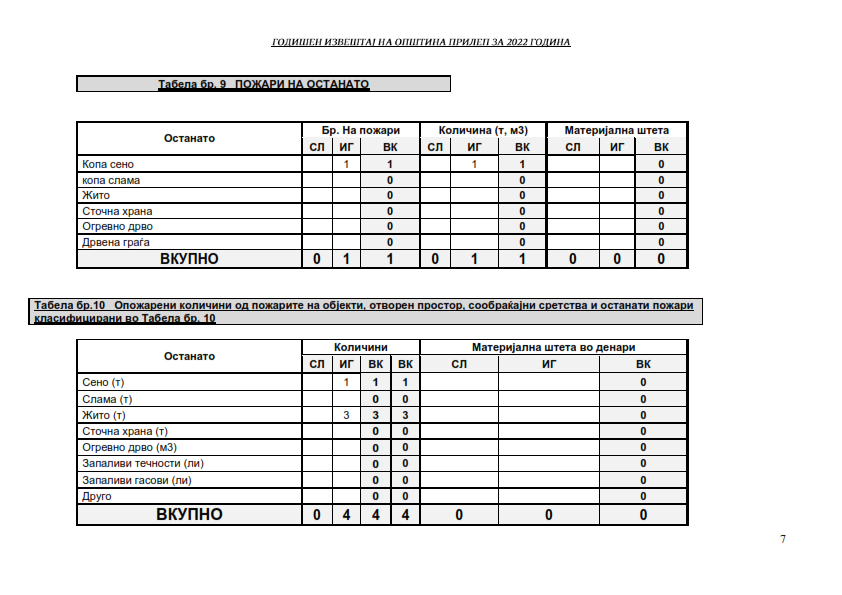 ГОДИШЕН ИЗВЕШТАЈ НА ОПШТИНА ПРИЛЕП ЗА 2022 ГОДИНА
Табела бр. 9 ПОЖАРИ НА ОСТАНАТО
Останато Бр. На пожари Количина (т, м3) Материјална штета
СЛ ИГ ВК СЛ ИГ ВК СЛ ИГ ВК
Копа сено 1 1 1 1 0
копа слама 0 0 0
Жито 0 0 0
Сточна храна 0 0 0
Огревно дрво 0 0 0
Дрвена граѓа 0 0 0
ВКУПНО 0 1 1 0 1 1 0 0 0
Табела бр.10 Опожарени количини од пожарите на објекти, отворен простор, сообраќајни сретства и останати пожари
класифицирани во Табела бр. 10
Останато Количини Материјална штета во денари
СЛ ИГ ВК ВК СЛ ИГ ВК
Сено (т) 1 1 1 0
Слама (т) 0 0 0
Жито (т) 3 3 3 0
Сточна храна (т) 0 0 0
Огревно дрво (м3) 0 0 0
Запаливи течности (ли) 0 0 0
Запаливи гасови (ли) 0 0 0
Друго 0 0 0
ВКУПНО 0 4 4 4 0 0 0
7